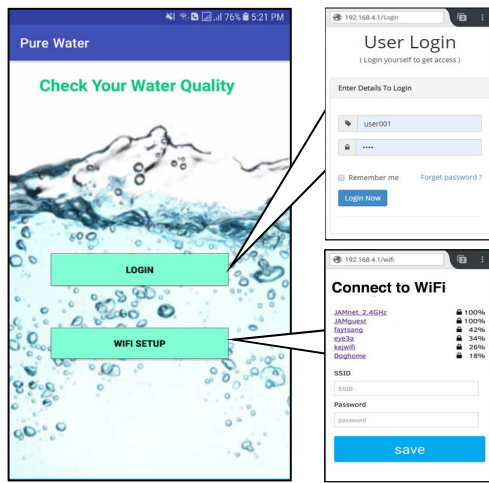 76% 5:21 PM
Pure Water
Check Your Water Quality
LOGIN
WIFI SETUP
192.168.4.1/Login
User Login
( Login yourself to get access )
Enter Details To Login
user001
••••
Remember me Forget password ?
Login Now
192.168.4.1/wifi
Connect to WiFi
JAMnet_2.4GHz 100%
JAMguest 100%
faytsang 42%
eye3a 34%
kejwifi 26%
Doghome 18%
SSID
SSID
Password
password
save